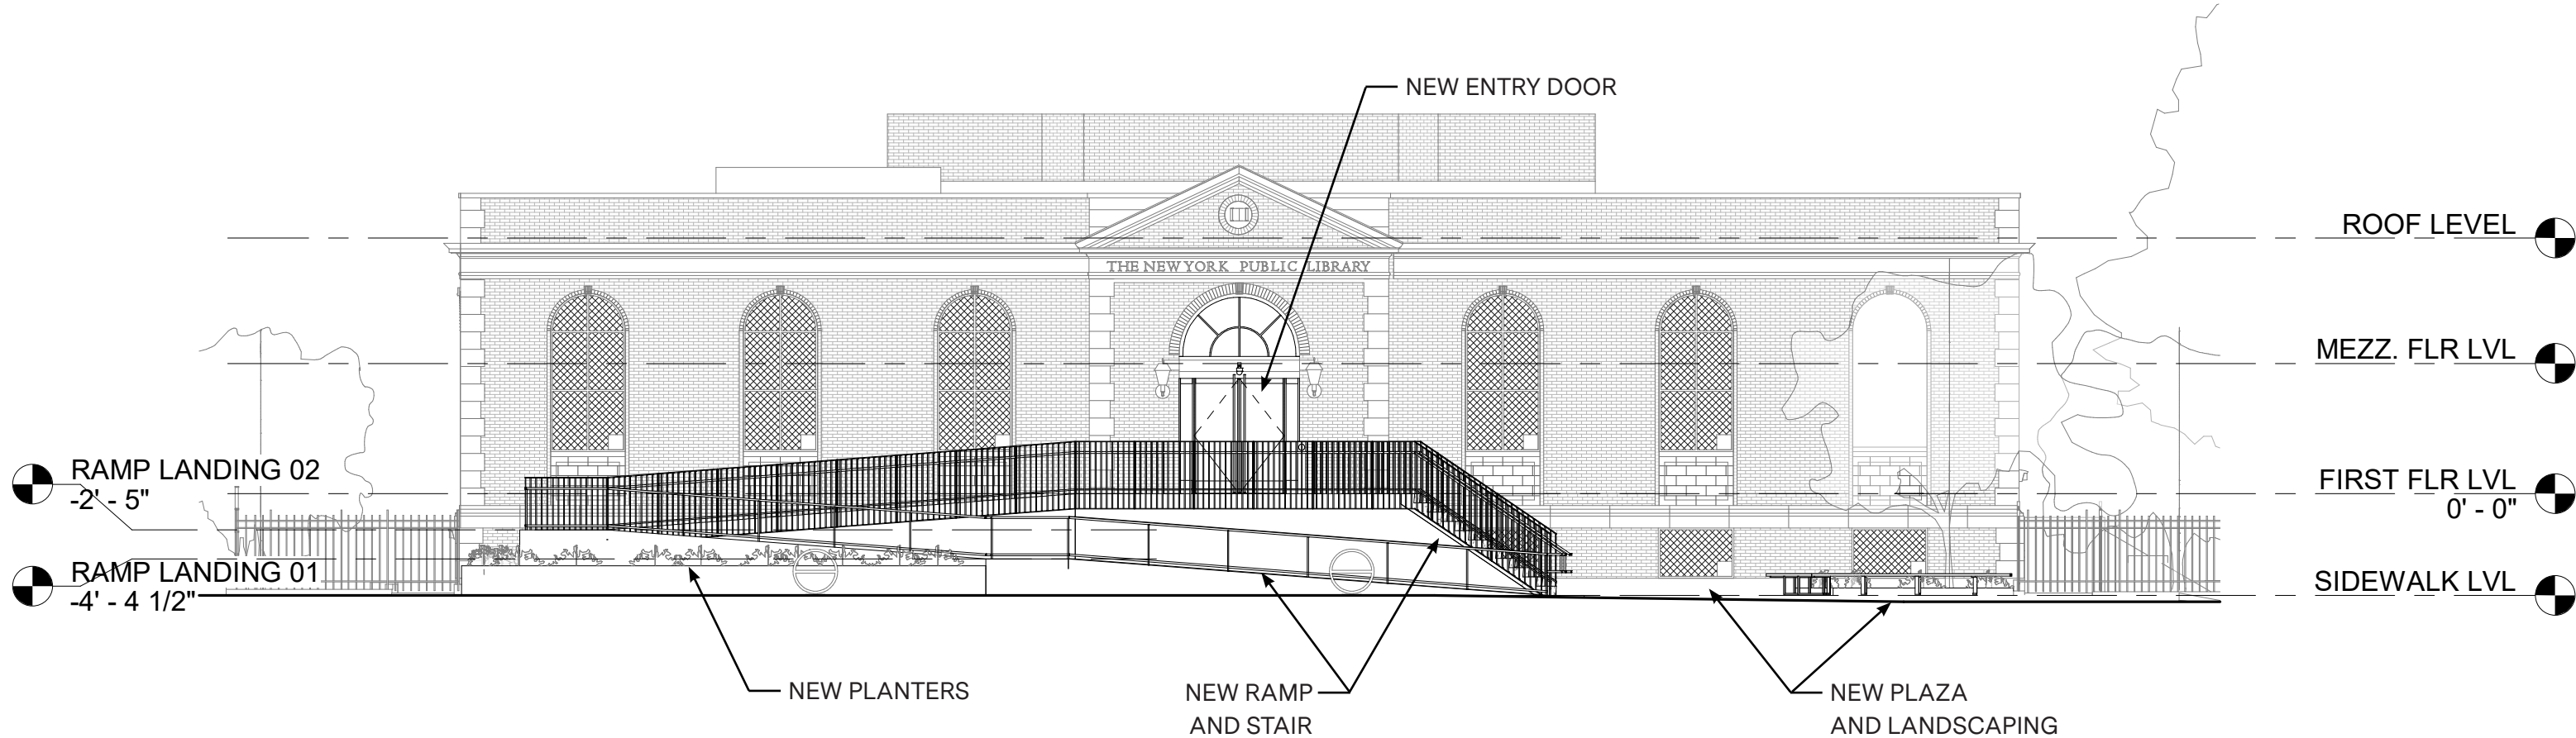 NEW ENTRY DOOR
ROOF LEVEL
THE NEW YORK PUBLIC LIBRARY
MEZZ. FLR LVL
RAMP LANDING 02
-2' - 5"
FIRST FLR LVL
0' - 0"
RAMP LANDING 01
-4' - 4 1/2"
SIDEWALK LVL
NEW PLANTERS
NEW RAMP
AND STAIR
NEW PLAZA
AND LANDSCAPING